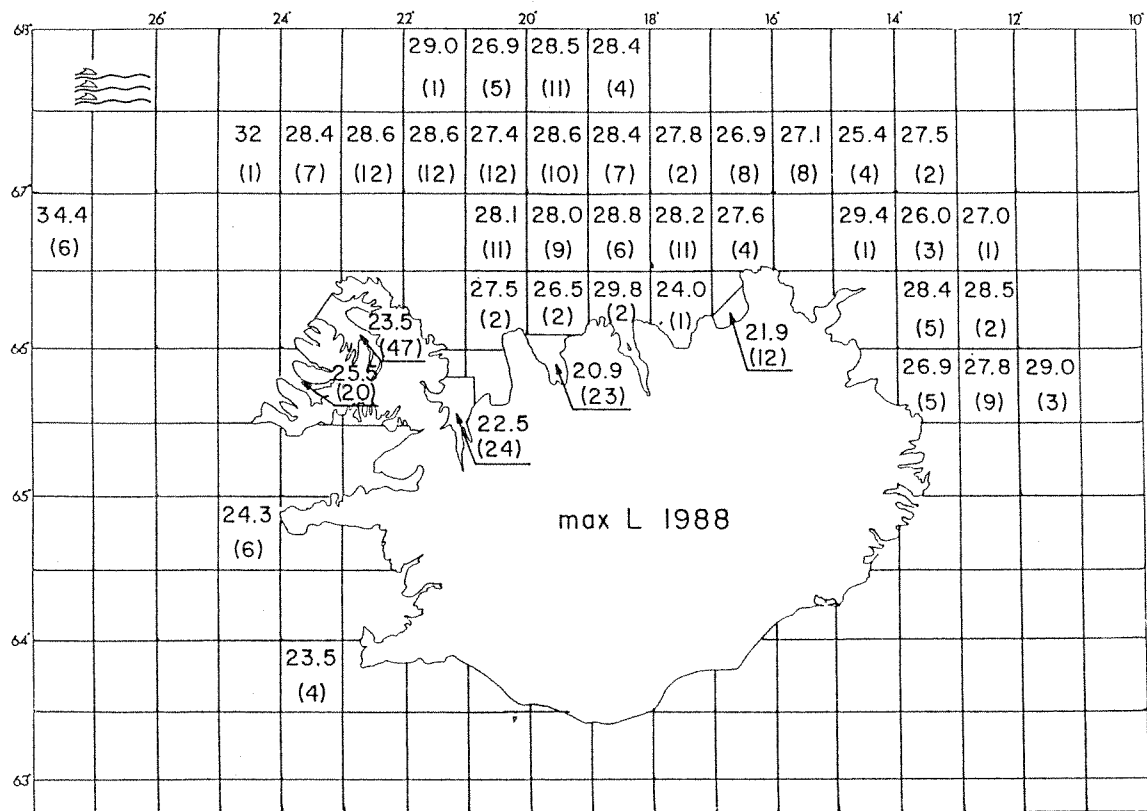 26° 24° 22° 20° 18° 16° 14° 12° 10°
68°
29.0 26.9 28.5 28.4
(1) (5) (11) (4)
32 28.4 28.6 28.6 27.4 28.6 28.4 27.8 26.9 27.1 25.4 27.5
(1) (7) (12) (12) (12) (10) (7) (2) (8) (8) (4) (2)
67°
34.4 28.1 28.0 28.8 28.2 27.6 29.4 26.0 27.0
(6) (11) (9) (6) (11) (4) (1) (3) (1)
27.5 26.5 29.8 24.0 28.4 28.5
(2) (2) (2) (1) (5) (2)
23.5
(47)
21.9
(12)
66°
25.5
(20)
20.9
(23)
26.9 27.8 29.0
(5) (9) (3)
22.5
(24)
65°
24.3
(6)
max L 1988
64°
23.5
(4)
63°